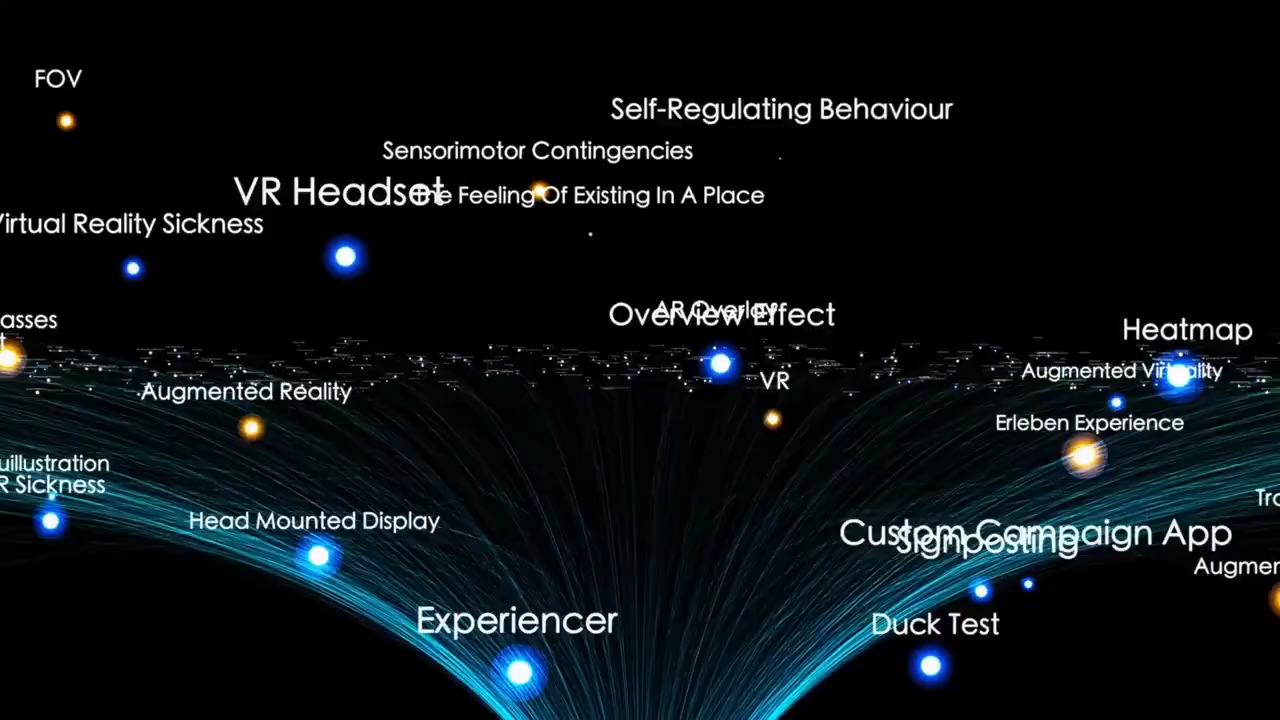 FOV
Self-Regulating Behaviour
Sensorimotor Contingencies
VR Headset
The Feeling Of Existing In A Place
Virtual Reality Sickness
AR Overlay
Overview Effect
asses
Heatmap
t
Augmented Virtuality
VR
Augmented Reality
Erleben Experience
uillustration
R Sickness
Tra
Head Mounted Display
Custom Campaign App
Signposting
Augmen
Experiencer
Duck Test